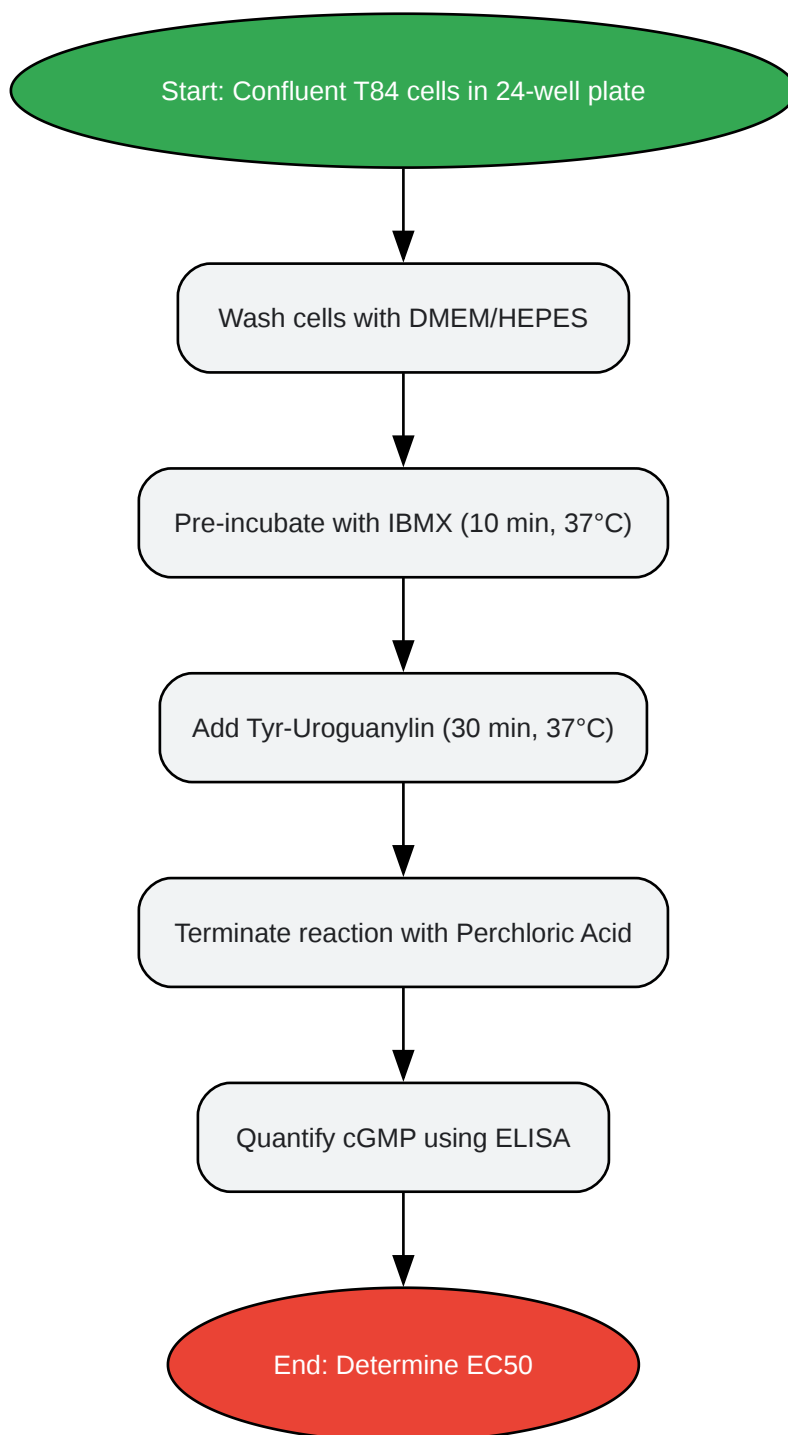 Start: Confluent T84 cells in 24-well plate
Wash cells with DMEM/HEPES
Pre-incubate with IBMX (10 min, 37°C)
Add Tyr-Uroguanylin (30 min, 37°C)
Terminate reaction with Perchloric Acid
Quantify cGMP using ELISA
End: Determine EC50